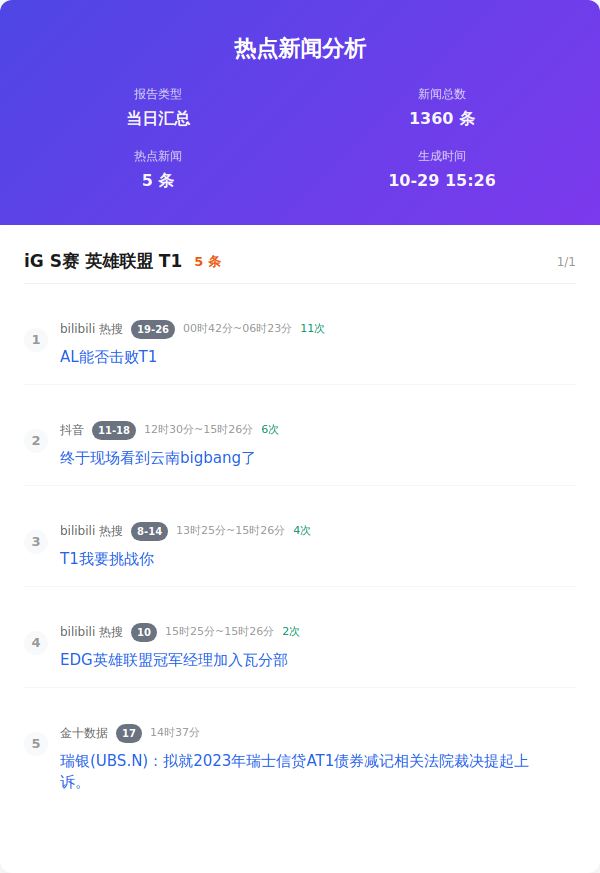 热点新闻分析
报告类型
新闻总数
当日汇总
1360 条
热点新闻
生成时间
5 条
10-29 15:26
iG S赛 英雄联盟 T1 5 条 1/1
1 bilibili 热搜 19-26 00时42分~06时23分 11次
AL能否击败T1
2 抖音 11-18 12时30分~15时26分 6次
终于现场看到云南bigbang了
3 bilibili 热搜 8-14 13时25分~15时26分 4次
T1我要挑战你
4 bilibili 热搜 10 15时25分~15时26分 2次
EDG英雄联盟冠军经理加入瓦分部
5 金十数据 17 14时37分
瑞银(UBS.N)：拟就2023年瑞士信贷AT1债券减记相关法院裁决提起上
诉。